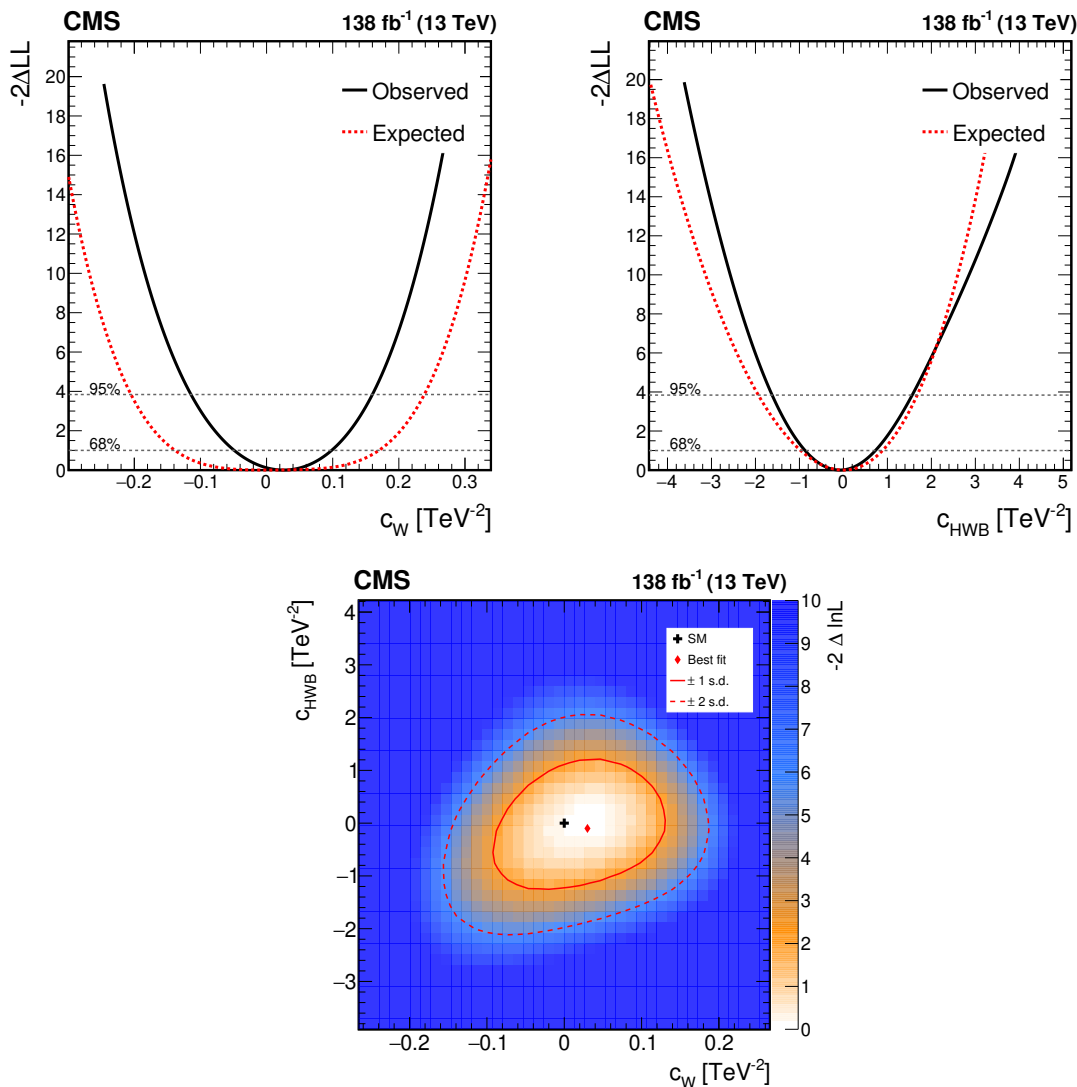 CMS 138 fb-1 (13 TeV)
-2ΔLL
20
18
16
14
12
10
8
6
4
2
0
Observed
Expected
95%
68%
−0.2 −0.1 0 0.1 0.2 0.3
cW [TeV-2]
CMS 138 fb-1 (13 TeV)
-2ΔLL
20
18
16
14
12
10
8
6
4
2
0
Observed
Expected
95%
68%
−4 −3 −2 −1 0 1 2 3 4 5
cHWB [TeV-2]
CMS 138 fb-1 (13 TeV)
cHWB [TeV-2]
4
3
2
1
0
−1
−2
−3
SM
Best fit
± 1 s.d.
± 2 s.d.
−0.2 −0.1 0 0.1 0.2
cW [TeV-2]
10
9
8
7
6
5
4
3
2
1
0
-2 Δ lnL